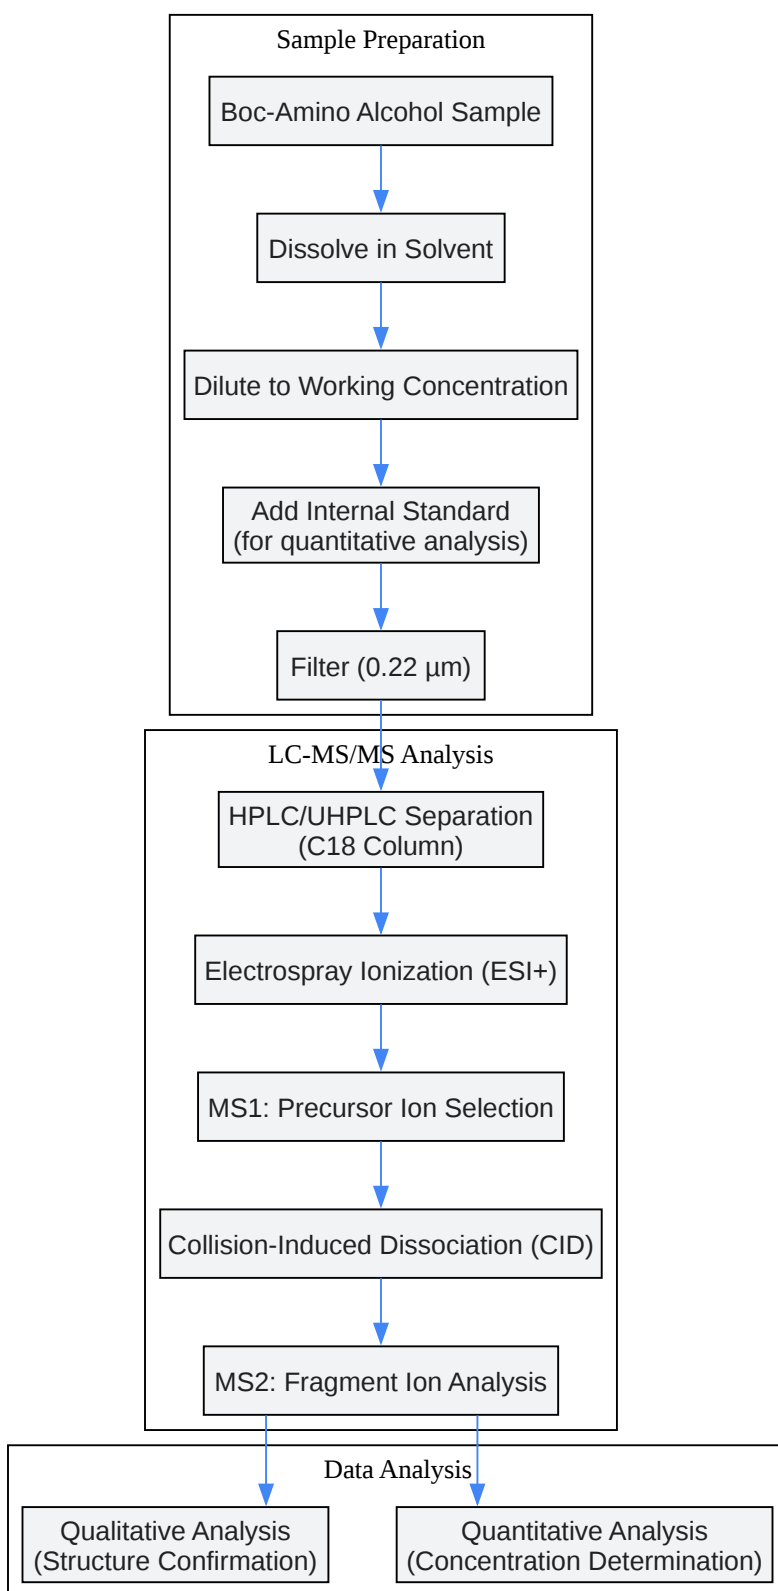 Sample Preparation
Boc-Amino Alcohol Sample
Dissolve in Solvent
Dilute to Working Concentration
Add Internal Standard
(for quantitative analysis)
Filter (0.22 µm)
LC-MS/MS Analysis
HPLC/UHPLC Separation
(C18 Column)
Electrospray Ionization (ESI+)
MS1: Precursor Ion Selection
Collision-Induced Dissociation (CID)
MS2: Fragment Ion Analysis
Data Analysis
Qualitative Analysis
(Structure Confirmation)
Quantitative Analysis
(Concentration Determination)